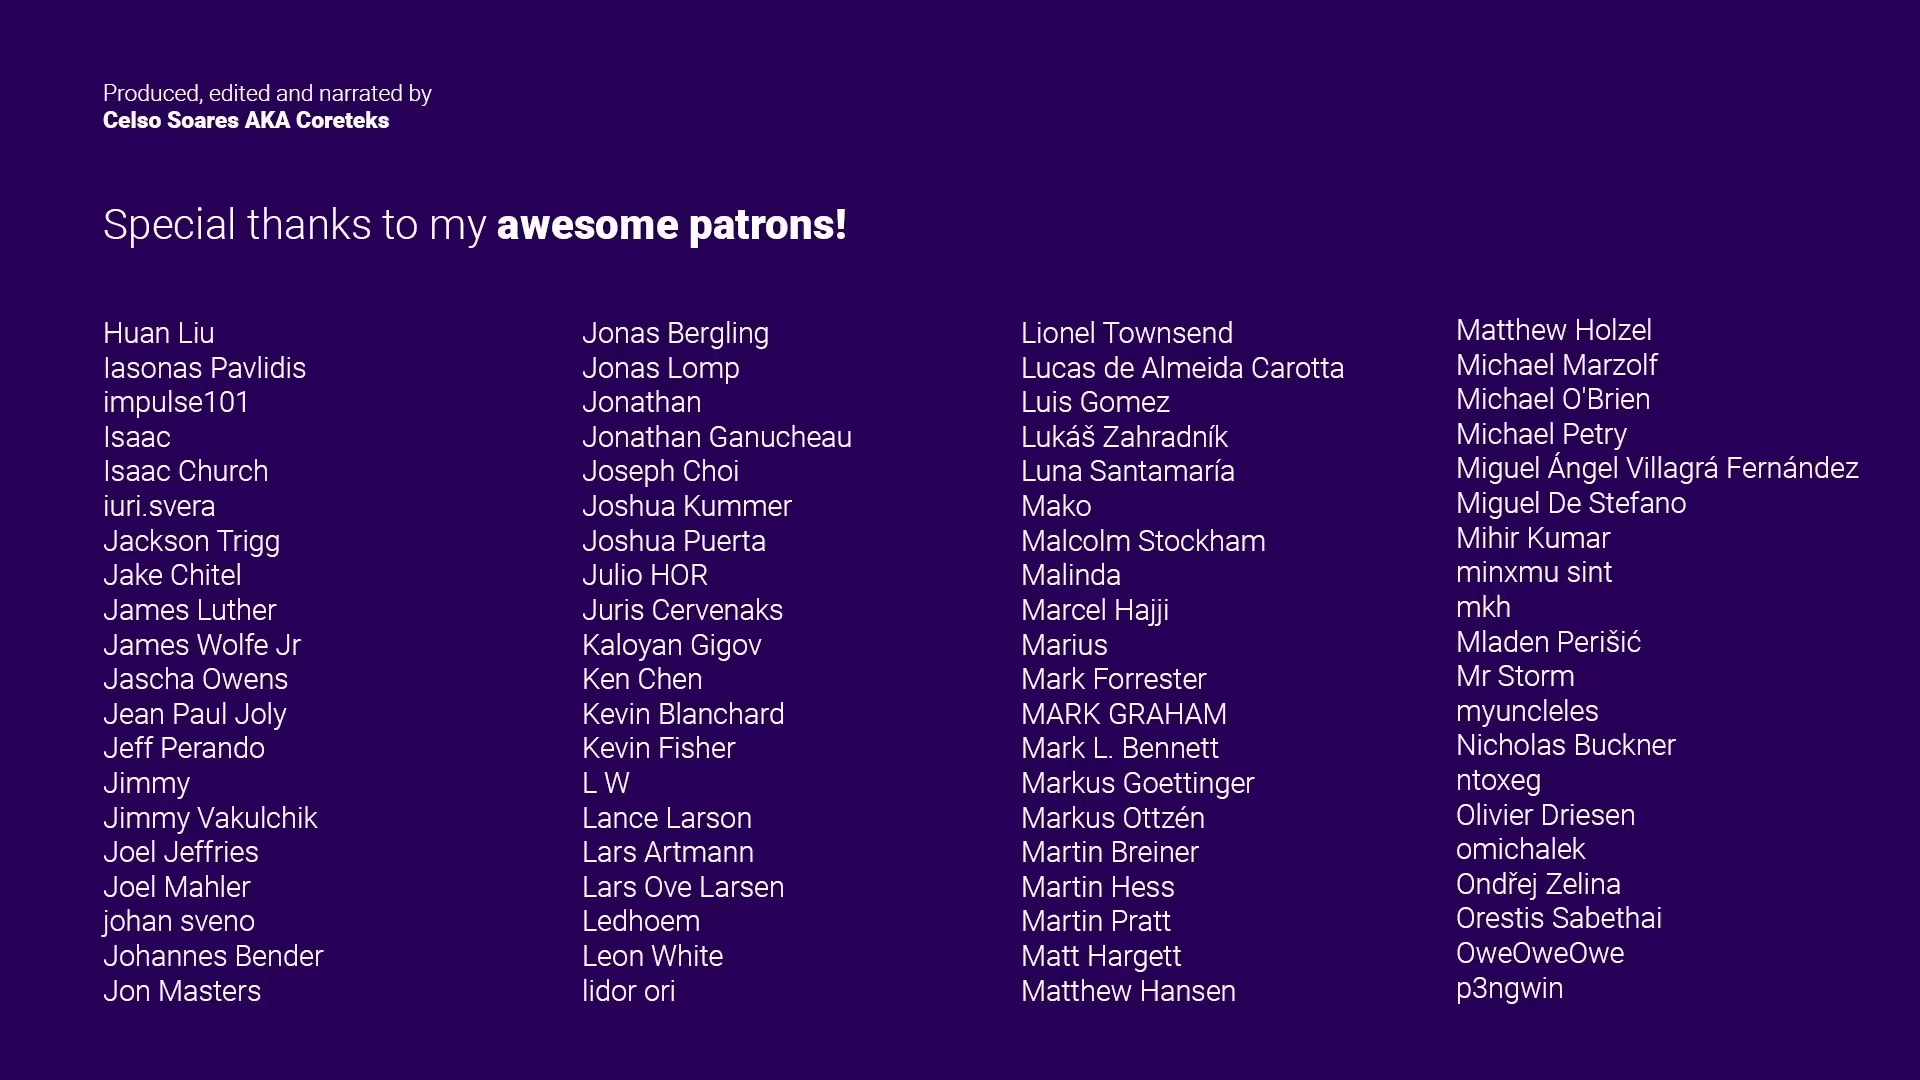 Produced, edited and narrated by
Celso Soares AKA Coreteks
Special thanks to my awesome patrons!
Huan Liu
Iasonas Pavlidis
impulse101
Isaac
Isaac Church
iuri.svera
Jackson Trigg
Jake Chitel
James Luther
James Wolfe Jr
Jascha Owens
Jean Paul Joly
Jeff Perando
Jimmy
Jimmy Vakulchik
Joel Jeffries
Joel Mahler
johan sveno
Johannes Bender
Jon Masters
Jonas Bergling
Jonas Lomp
Jonathan
Jonathan Ganucheau
Joseph Choi
Joshua Kummer
Joshua Puerta
Julio HOR
Juris Cervenaks
Kaloyan Gigov
Ken Chen
Kevin Blanchard
Kevin Fisher
L W
Lance Larson
Lars Artmann
Lars Ove Larsen
Ledhoem
Leon White
lidor ori
Lionel Townsend
Lucas de Almeida Carotta
Luis Gomez
Lukáš Zahradník
Luna Santamaría
Mako
Malcolm Stockham
Malinda
Marcel Hajji
Marius
Mark Forrester
MARK GRAHAM
Mark L. Bennett
Markus Goettinger
Markus Ottzén
Martin Breiner
Martin Hess
Martin Pratt
Matt Hargett
Matthew Hansen
Matthew Holzel
Michael Marzolf
Michael O'Brien
Michael Petry
Miguel Ángel Villagrá Fernández
Miguel De Stefano
Mihir Kumar
minxmu sint
mkh
Mladen Perišić
Mr Storm
myuncleles
Nicholas Buckner
ntoxeg
Olivier Driesen
omichalek
Ondřej Zelina
Orestis Sabethai
OweOweOwe
p3ngwin